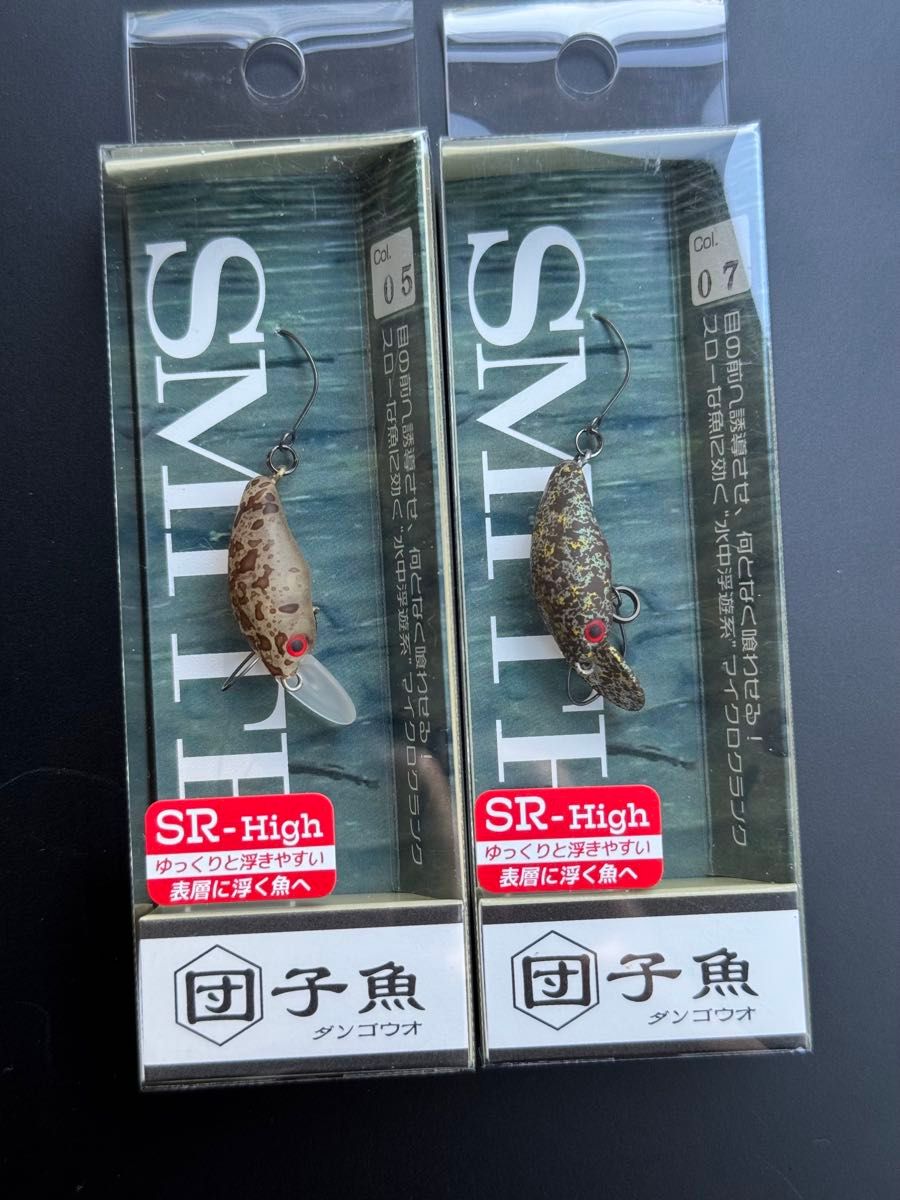 SMITH
Col.
05
目の前へ誘導させ、何となく喰わせる！
スローな魚に効く“水中浮遊系”マイクロクランク
SR-High
ゆっくりと浮きやすい
表層に浮く魚へ
団子魚
ダンゴウオ
SMITH
Col.
07
目の前へ誘導させ、何となく喰わせる！
スローな魚に効く“水中浮遊系”マイクロクランク
SR-High
ゆっくりと浮きやすい
表層に浮く魚へ
団子魚
ダンゴウオ